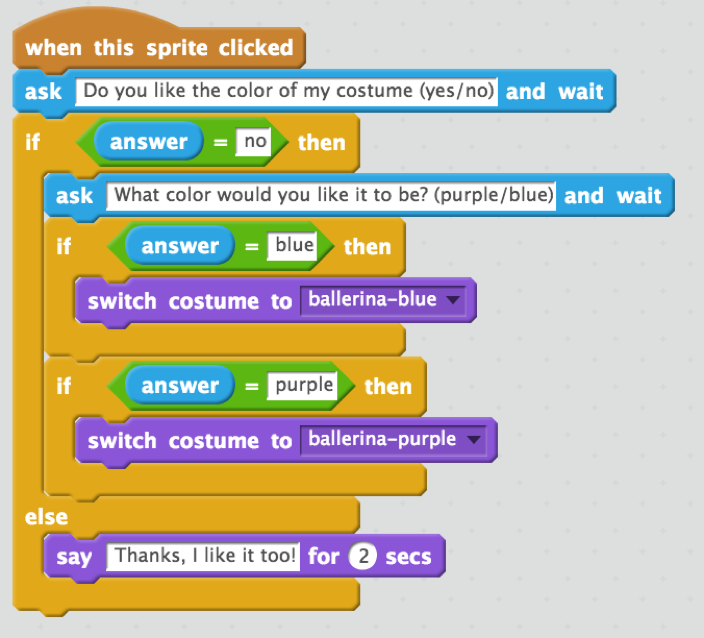 when this sprite clicked
ask Do you like the color of my costume (yes/no) and wait
if answer = no then
ask What color would you like it to be? (purple/blue) and wait
if answer = blue then
switch costume to ballerina-blue
if answer = purple then
switch costume to ballerina-purple
else
say Thanks, I like it too! for 2 secs